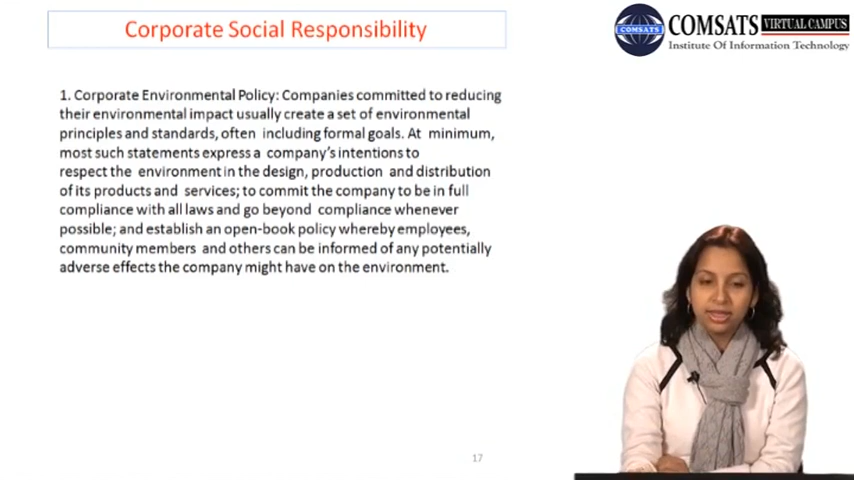 Corporate Social Responsibility
COMSATS VIRTUAL CAMPUS
Institute Of Information Technology
COMSATS
1. Corporate Environmental Policy: Companies committed to reducing
their environmental impact usually create a set of environmental
principles and standards, often including formal goals. At minimum,
most such statements express a company's intentions to
respect the environment in the design, production and distribution
of its products and services; to commit the company to be in full
compliance with all laws and go beyond compliance whenever
possible; and establish an open-book policy whereby employees,
community members and others can be informed of any potentially
adverse effects the company might have on the environment.
17